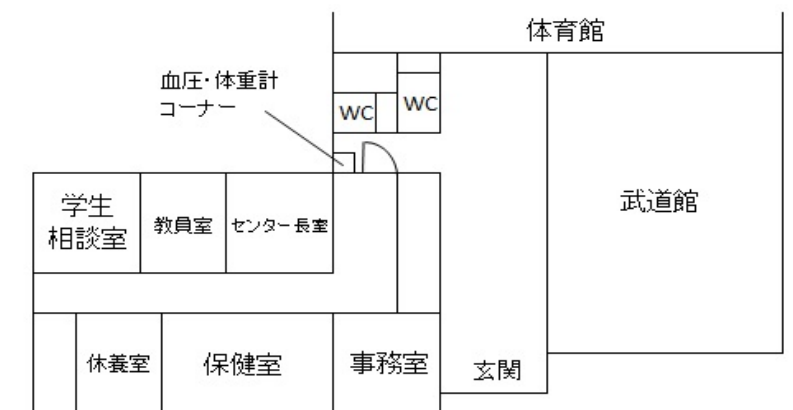 体育館
血圧・体重計
コーナー
WC
WC
学生
相談室
教員室
センター長室
武道館
休養室
保健室
事務室
玄関